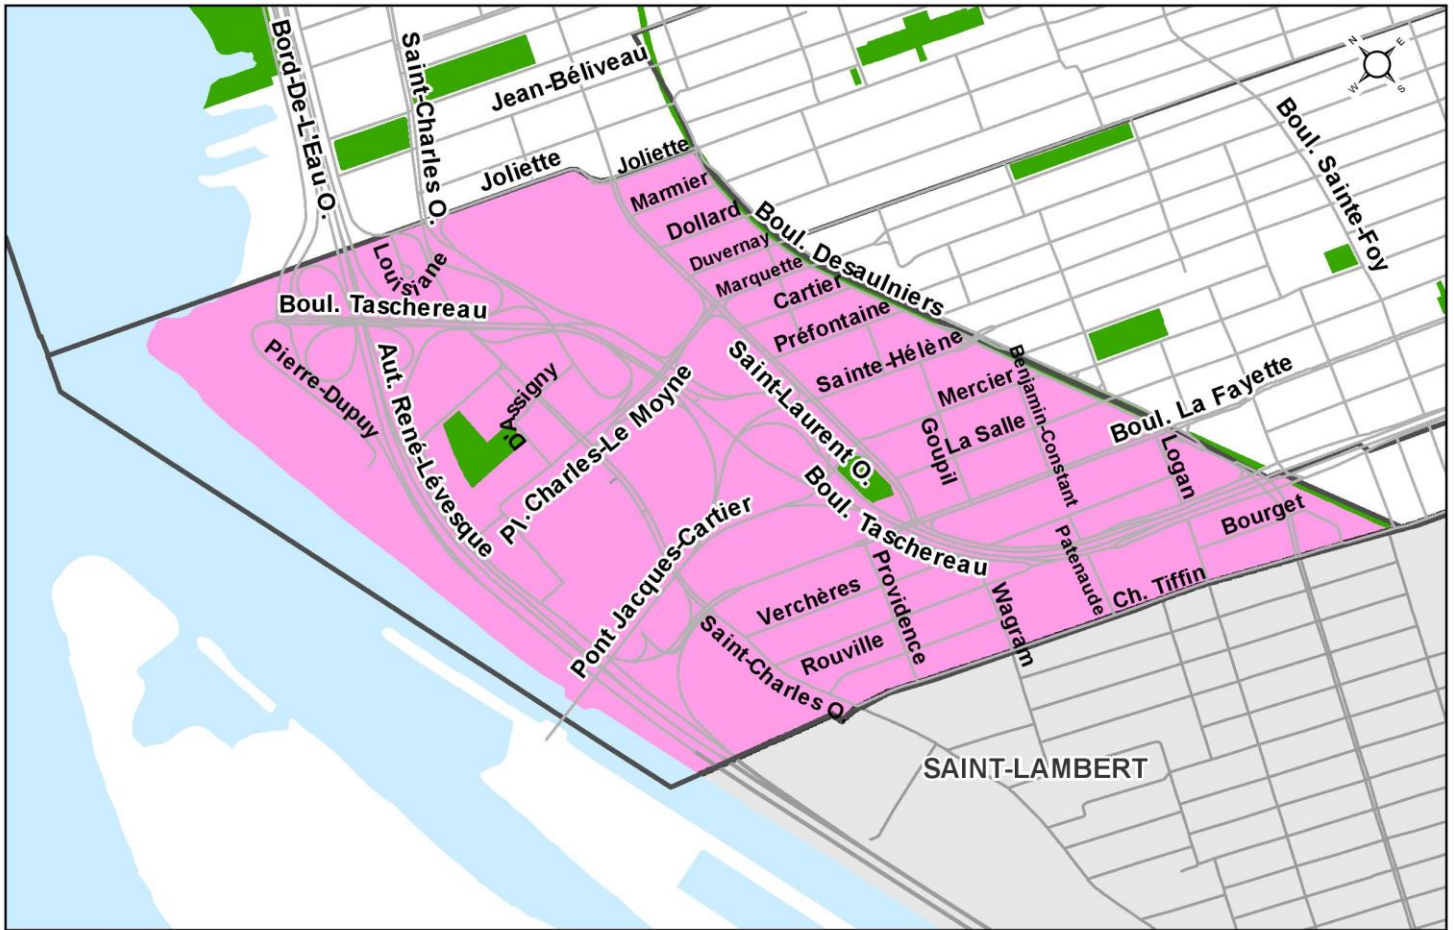 Bord-De-L'Eau O.
Saint-Charles O.
Jean-Béliveau
N
E
W
S
Boul. Sainte-Foy
Joliette
Joliette
Marmier
Dollard
Boul. Desaulniers
Duvernay
Marquette
Cartier
Préfontaine
Louisiane
Boul. Taschereau
Pierre-Dupuy
Aut. René-Lévesque
D'Assigny
Pl. Charles-Le Moyne
Saint-Laurent O.
Sainte-Hélène
Mercier
Benjamin-Constant
Goupil
La Salle
Boul. La Fayette
Logan
Bourget
Boul. Taschereau
Pont Jacques-Cartier
Patenaude
Ch. Tiffin
Verchères
Providence
Wagram
Rouville
Saint-Charles O.
SAINT-LAMBERT